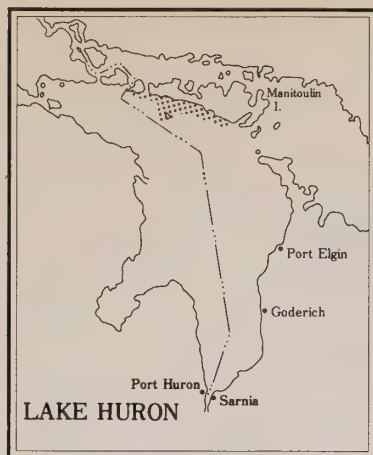 Manitoulin
I.
Port Elgin
Goderich
Port Huron
Sarnia
LAKE HURON